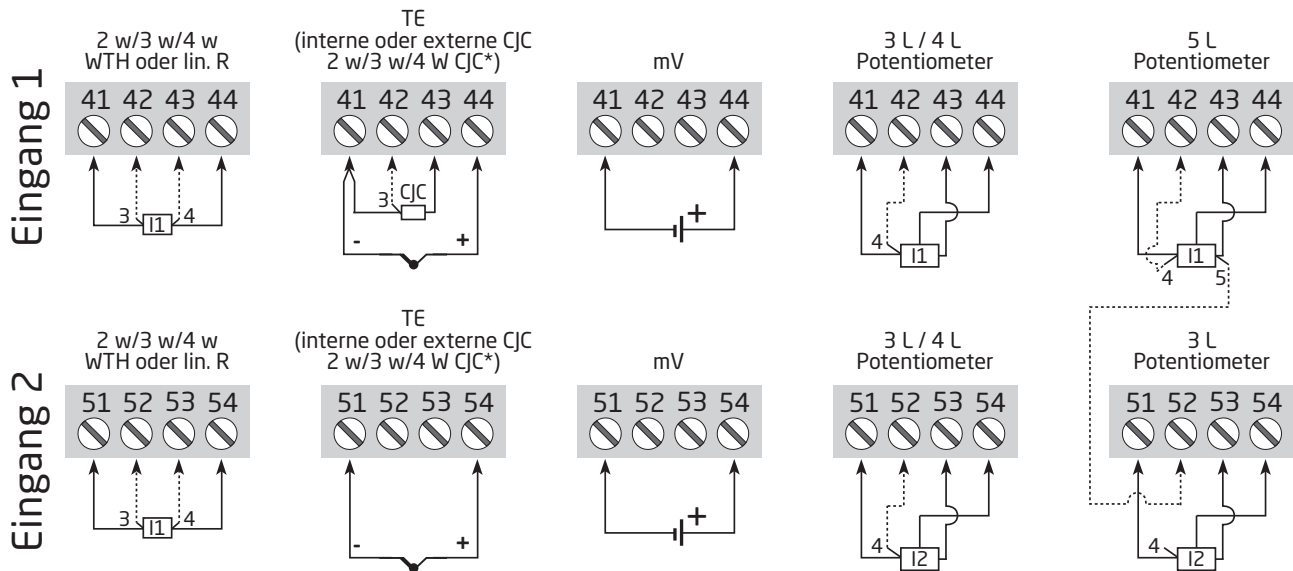 Eingang 1
2 w/3 w/4 w
WTH oder lin. R
41 42 43 44
3 I1 4
TE
(interne oder externe CJC
2 w/3 w/4 W CJC*)
41 42 43 44
3 CJC
- +
mV
41 42 43 44
+
3 L / 4 L
Potentiometer
41 42 43 44
4 I1
5 L
Potentiometer
41 42 43 44
4 I1 5
Eingang 2
2 w/3 w/4 w
WTH oder lin. R
51 52 53 54
3 I1 4
TE
(interne oder externe CJC
2 w/3 w/4 W CJC*)
51 52 53 54
- +
mV
51 52 53 54
+
3 L / 4 L
Potentiometer
51 52 53 54
4 I2
3 L
Potentiometer
51 52 53 54
4 I2